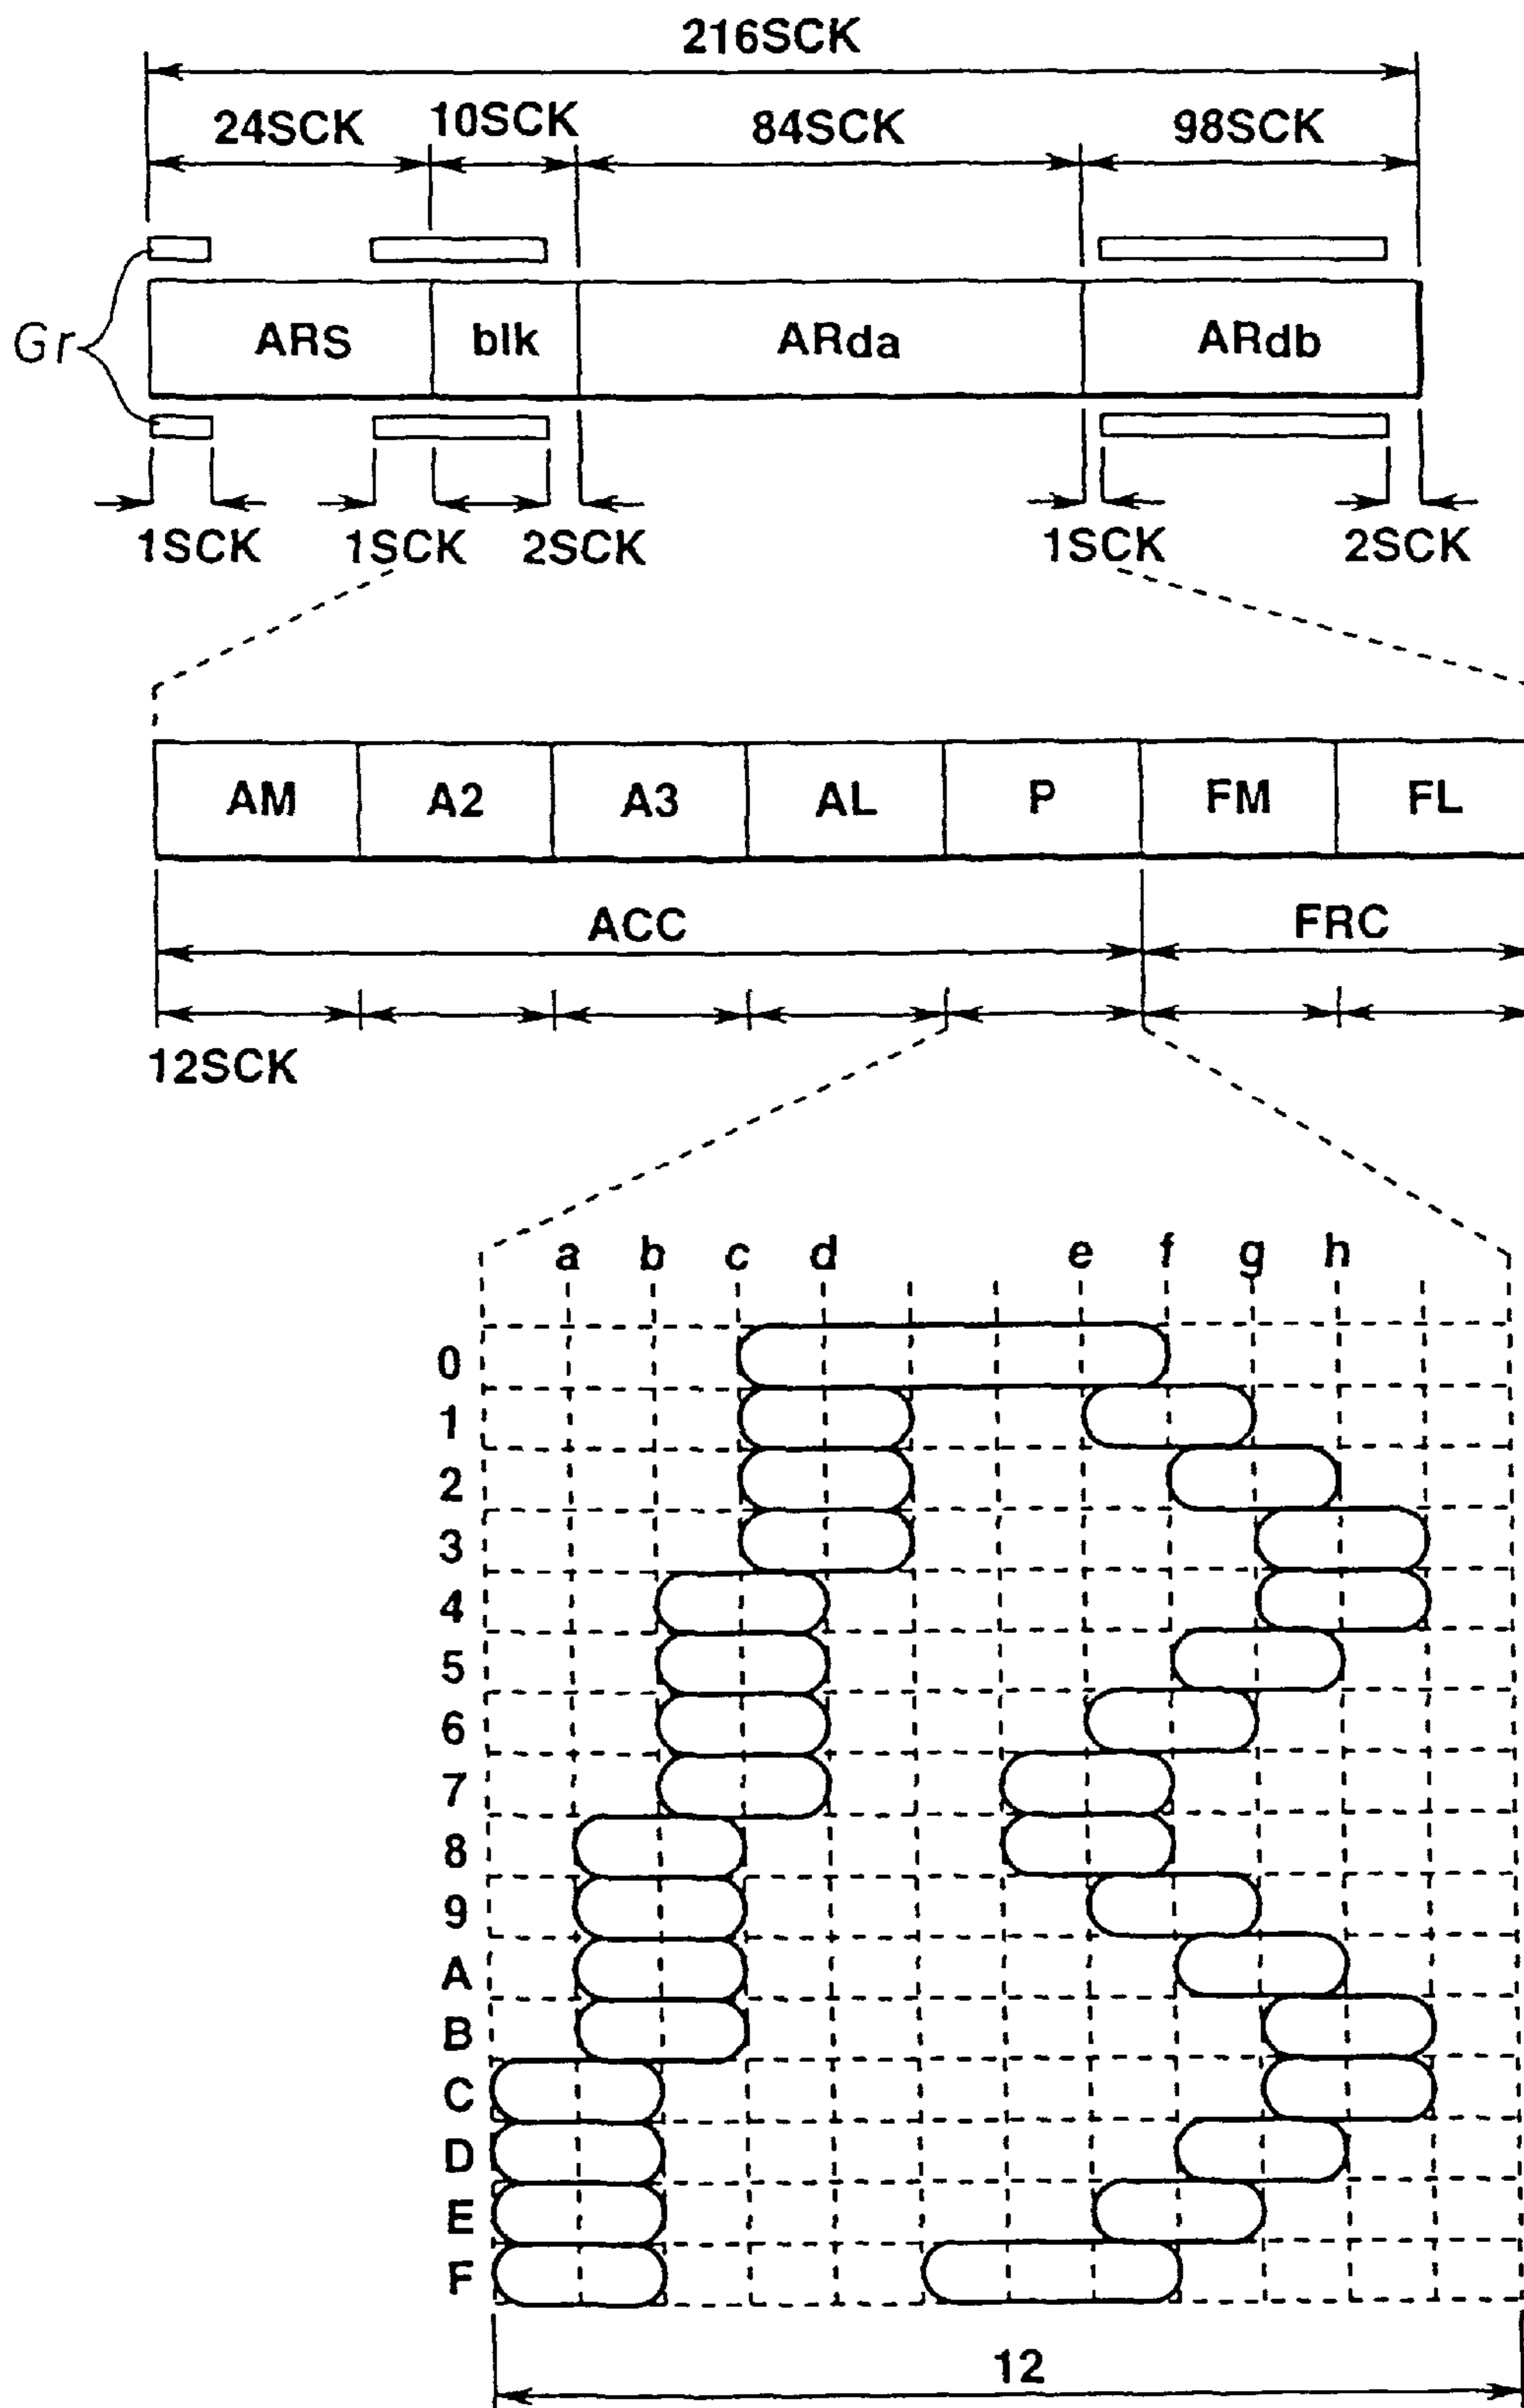 216SCK
24SCK 10SCK 84SCK 98SCK
Gr ARS blk ARda ARdb
1SCK 1SCK 2SCK 1SCK 2SCK
AM A2 A3 AL P FM FL
ACC FRC
12SCK
a b c d e f g h
0
1
2
3
4
5
6
7
8
9
A
B
C
D
E
F
12